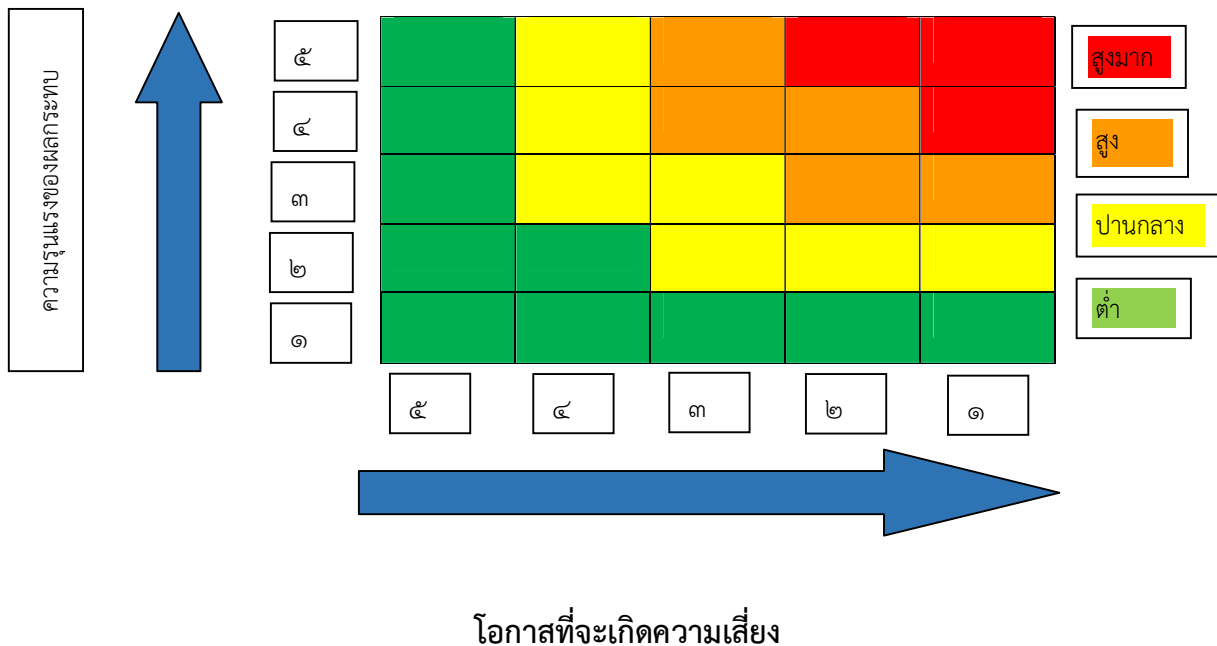 ความรุนแรงของผลกระทบ
๕
๔
๓
๒
๑
สูงมาก
สูง
ปานกลาง
ต่ำ
๕
๔
๓
๒
๑
โอกาสที่จะเกิดความเสี่ยง